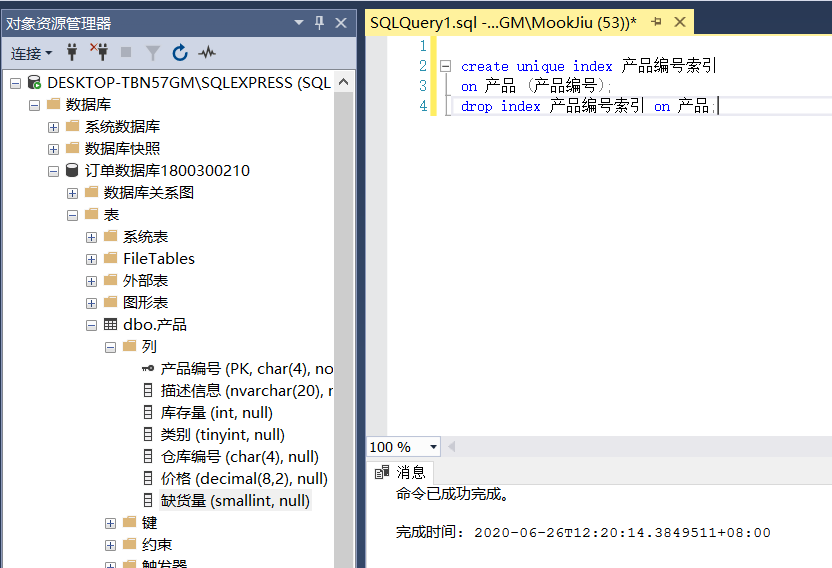 对象资源管理器
连接
DESKTOP-TBN57GM\SQLEXPRESS (SQL
数据库
系统数据库
数据库快照
订单数据库1800300210
数据库关系图
表
系统表
FileTables
外部表
图形表
dbo.产品
列
产品编号 (PK, char(4), no
描述信息 (nvarchar(20), r
库存量 (int, null)
类别 (tinyint, null)
仓库编号 (char(4), null)
价格 (decimal(8,2), null)
缺货量 (smallint, null)
键
约束
触发器
SQLQuery1.sql -...GM\MookJiu (53))*
1
2 create unique index 产品编号索引
3 on 产品 (产品编号);
4 drop index 产品编号索引 on 产品;
100 %
消息
命令已成功完成。
完成时间: 2020-06-26T12:20:14.3849511+08:00